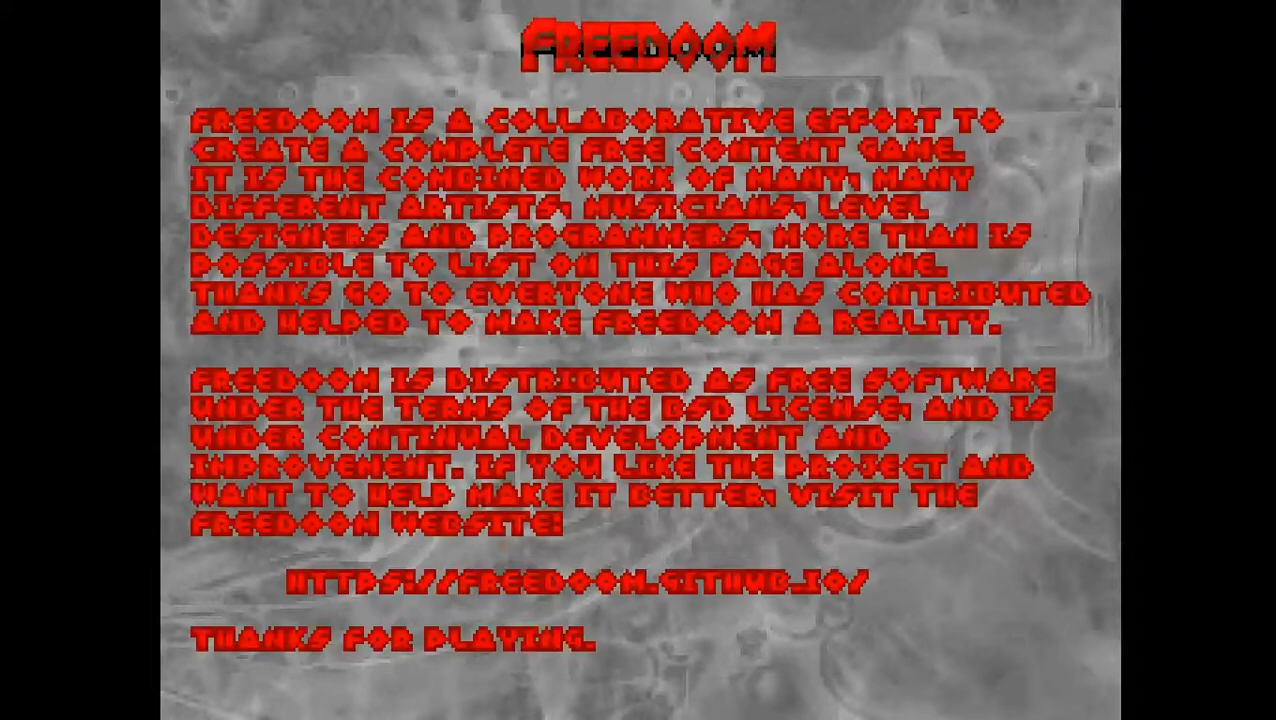 FREEDOOM
FREEDOOM IS A COLLABORATIVE EFFORT TO
CREATE A COMPLETE FREE CONTENT GAME.
IT IS THE COMBINED WORK OF MANY, MANY
DIFFERENT ARTISTS, MUSICIANS, LEVEL
DESIGNERS AND PROGRAMMERS, MORE THAN IS
POSSIBLE TO LIST ON THIS PAGE ALONE.
THANKS GO TO EVERYONE WHO HAS CONTRIBUTED
AND HELPED TO MAKE FREEDOOM A REALITY.
FREEDOOM IS DISTRIBUTED AS FREE SOFTWARE
UNDER THE TERMS OF THE BSD LICENSE, AND IS
UNDER CONTINUAL DEVELOPMENT AND
IMPROVEMENT. IF YOU LIKE THE PROJECT AND
WANT TO HELP MAKE IT BETTER, VISIT THE
FREEDOOM WEBSITE:
HTTPS://FREEDOOM.GITHUB.IO/
THANKS FOR PLAYING.